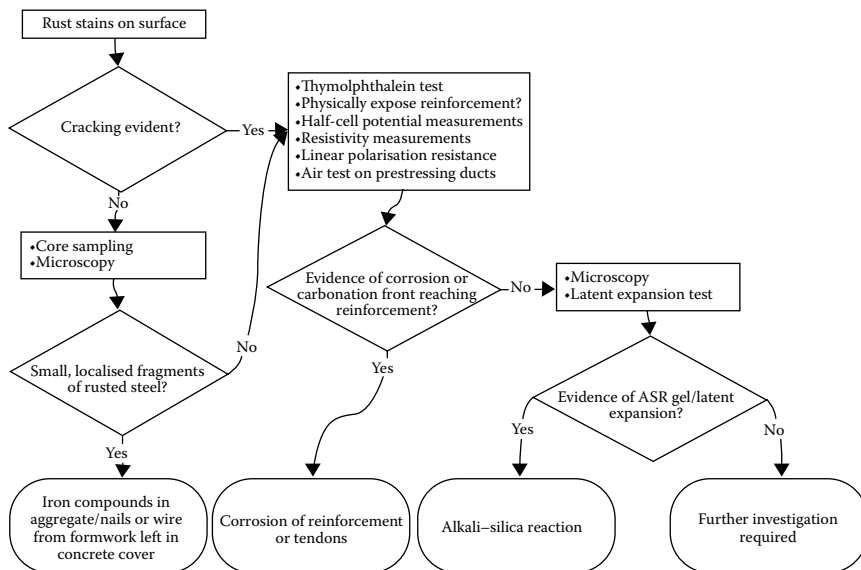 Rust stains on surface
Cracking evident?
Yes
•Thymolphthalein test
•Physically expose reinforcement?
•Half-cell potential measurements
•Resistivity measurements
•Linear polarisation resistance
•Air test on prestressing ducts
No
•Core sampling
•Microscopy
Evidence of corrosion or
carbonation front reaching
reinforcement?
No
•Microscopy
•Latent expansion test
Small, localised fragments
of rusted steel?
No
Yes
Evidence of ASR gel/latent
expansion?
Yes
No
Yes
Iron compounds in
aggregate/nails or wire
from formwork left in
concrete cover
Corrosion of reinforcement
or tendons
Alkali–silica reaction
Further investigation
required